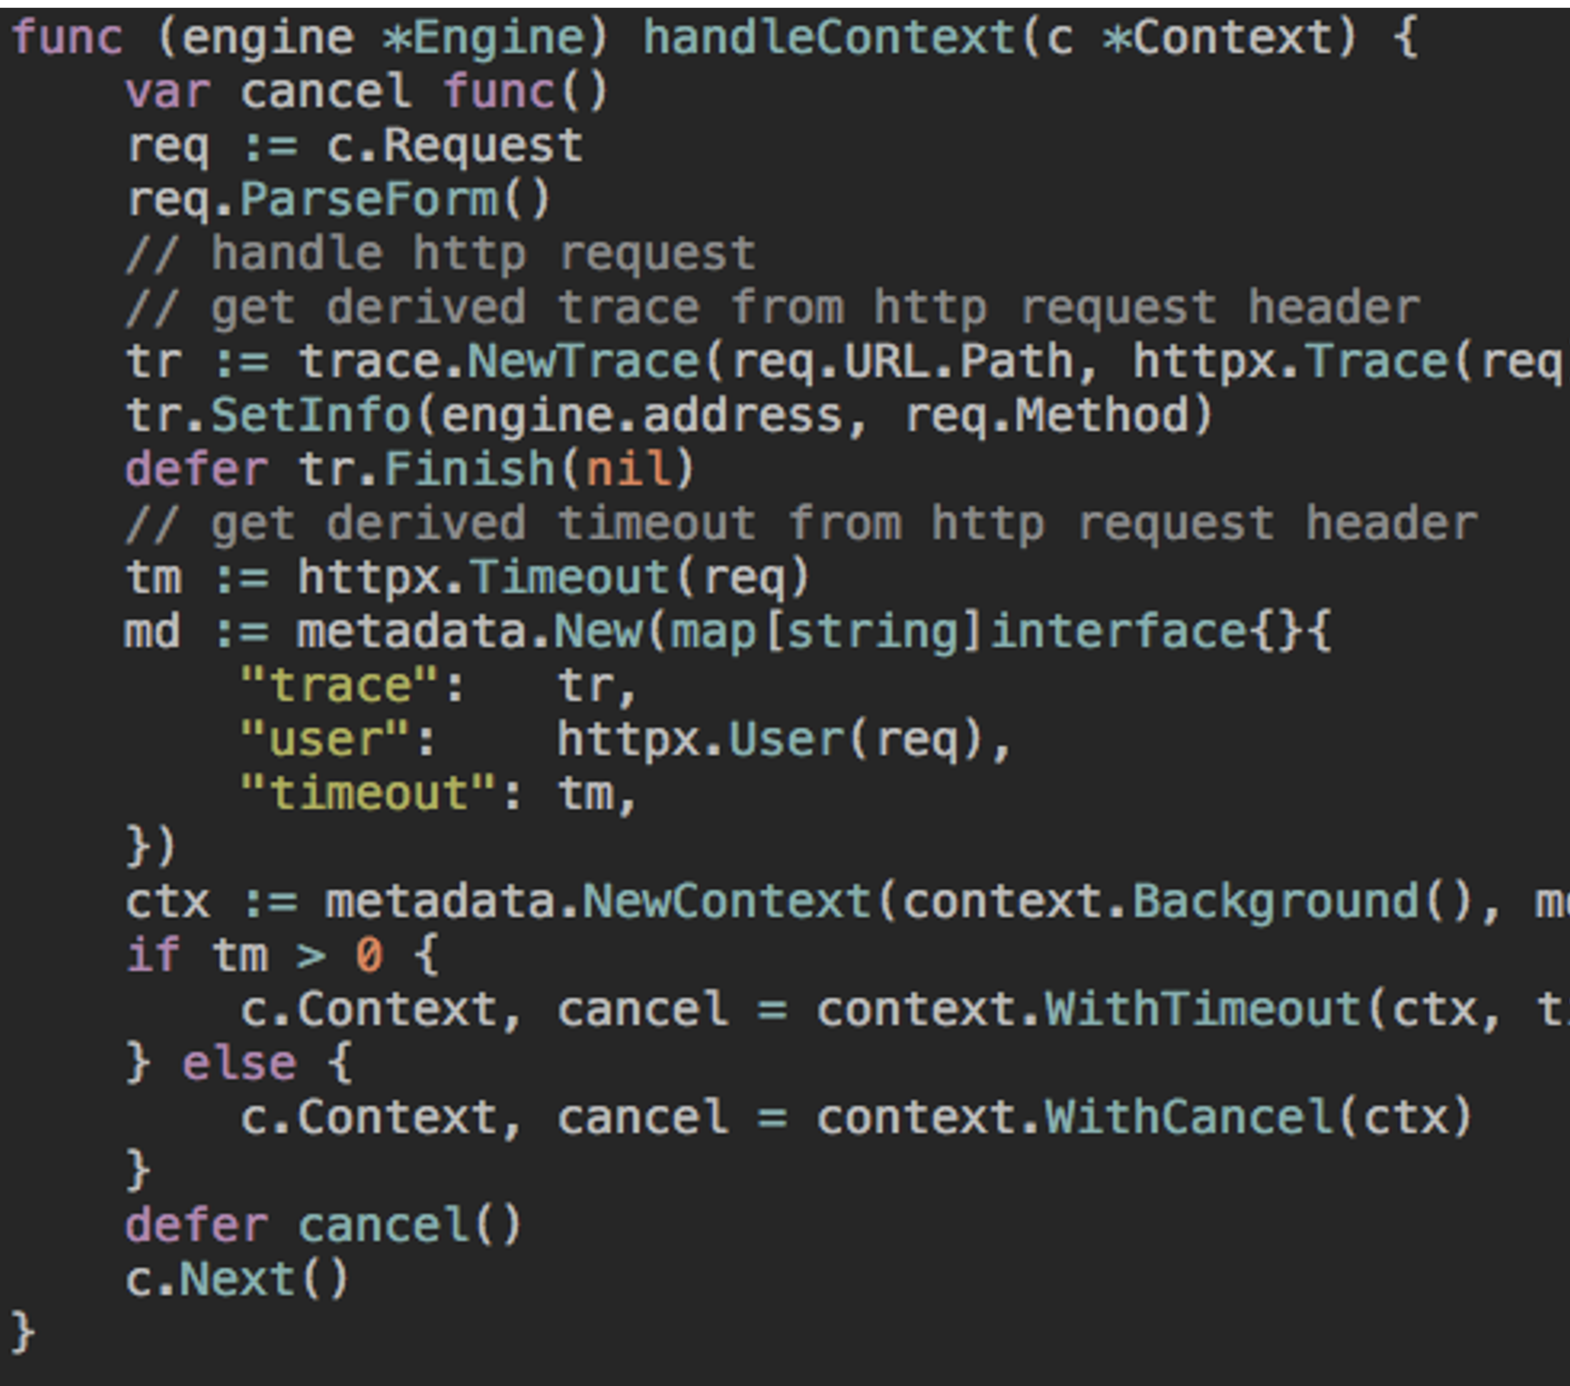 func (engine *Engine) handleContext(c *Context) {
    var cancel func()
    req := c.Request
    req.ParseForm()
    // handle http request
    // get derived trace from http request header
    tr := trace.NewTrace(req.URL.Path, httpx.Trace(req
    tr.SetInfo(engine.address, req.Method)
    defer tr.Finish(nil)
    // get derived timeout from http request header
    tm := httpx.Timeout(req)
    md := metadata.New(map[string]interface{}{
        "trace":   tr,
        "user":    httpx.User(req),
        "timeout": tm,
    })
    ctx := metadata.NewContext(context.Background(),
    if tm > 0 {
        c.Context, cancel = context.WithTimeout(ctx,
    } else {
        c.Context, cancel = context.WithCancel(ctx)
    }
    defer cancel()
    c.Next()
}